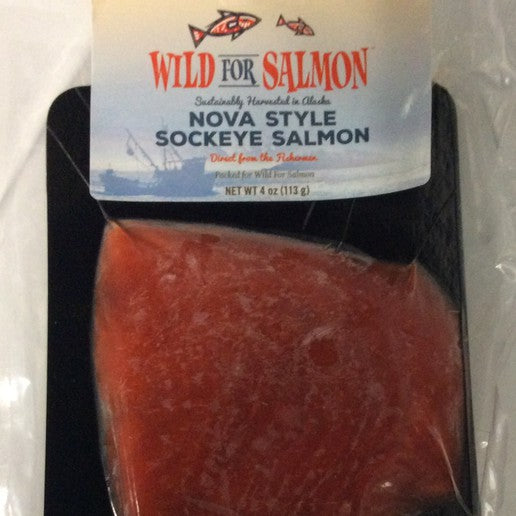 WILD FOR SALMON
Sustainably Harvested in Alaska
NOVA STYLE
SOCKEYE SALMON
Direct from the Fisherman
Packed for Wild For Salmon
NET WT 4 oz (113 g)